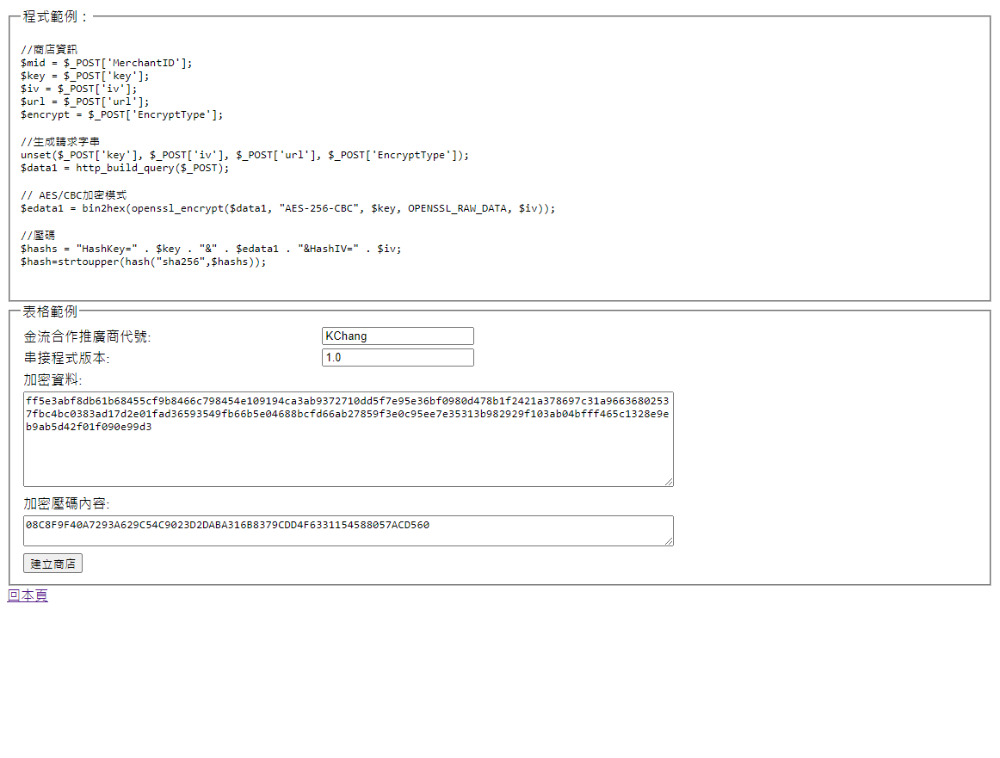 程式範例：
//商店資訊
$mid = $_POST['MerchantID'];
$key = $_POST['key'];
$iv = $_POST['iv'];
$url = $_POST['url'];
$encrypt = $_POST['EncryptType'];
//生成請求字串
unset($_POST['key'], $_POST['iv'], $_POST['url'], $_POST['EncryptType']);
$data1 = http_build_query($_POST);
// AES/CBC加密模式
$edata1 = bin2hex(openssl_encrypt($data1, "AES-256-CBC", $key, OPENSSL_RAW_DATA, $iv));
//壓碼
$hashs = "HashKey=" . $key . "&" . $edata1 . "&HashIV=" . $iv;
$hash=strtoupper(hash("sha256",$hashs));
表格範例
金流合作推廣商代號: KChang
串接程式版本: 1.0
加密資料:
ff5e3abf8db61b68455cf9b8466c798454e109194ca3ab9372710dd5f7e95e36bf0980d478b1f2421a378697c31a9663680253
7fbc4bc0383ad17d2e01fad36593549fb66b5e04688bcfd66ab27859f3e0c95ee7e35313b982929f103ab04bfff465c1328e9e
b9ab5d42f01f090e99d3
加密壓碼內容:
08C8F9F40A7293A629C54C9023D2DABA316B8379CDD4F6331154588057ACD560
建立商店
回本頁